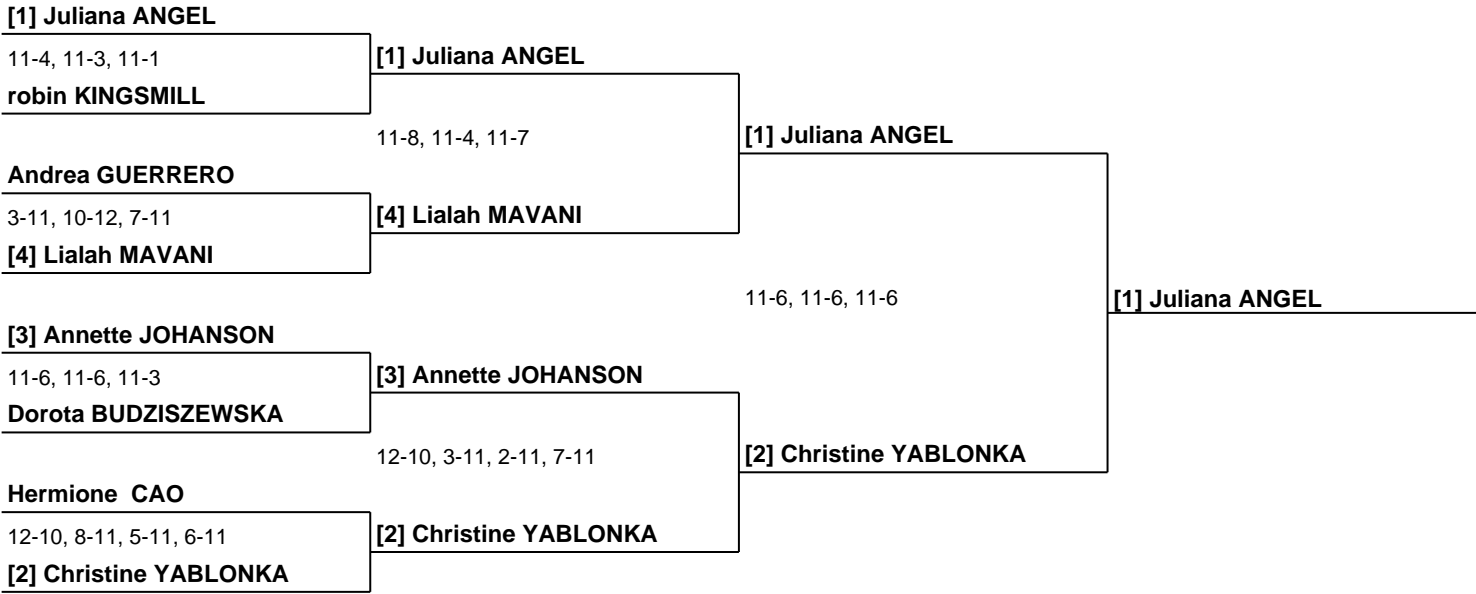 [1] Juliana ANGEL
11-4, 11-3, 11-1
[1] Juliana ANGEL
robin KINGSMILL
11-8, 11-4, 11-7
[1] Juliana ANGEL
Andrea GUERRERO
3-11, 10-12, 7-11
[4] Lialah MAVANI
[4] Lialah MAVANI
11-6, 11-6, 11-6
[1] Juliana ANGEL
[3] Annette JOHANSON
11-6, 11-6, 11-3
[3] Annette JOHANSON
Dorota BUDZISZEWSKA
12-10, 3-11, 2-11, 7-11
[2] Christine YABLONKA
Hermione  CAO
12-10, 8-11, 5-11, 6-11
[2] Christine YABLONKA
[2] Christine YABLONKA